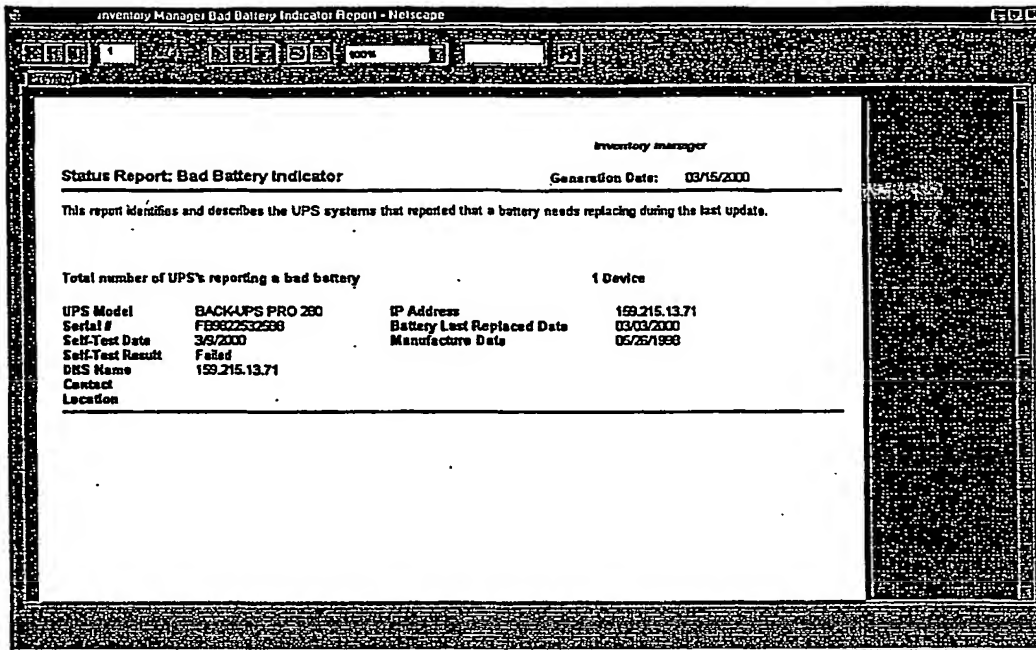 Inventory Manager Bad Battery Indicator Report - Netscape
1
100%
Preview
Inventory manager
Status Report: Bad Battery Indicator Generation Date: 03/15/2000
This report identifies and describes the UPS systems that reported that a battery needs replacing during the last update.
Total number of UPS's reporting a bad battery 1 Device
UPS Model BACK-UPS PRO 280 IP Address 159.215.13.71
Serial # FB9822532588 Battery Last Replaced Date 03/03/2000
Self-Test Date 3/9/2000 Manufacture Date 05/26/1998
Self-Test Result Failed
DNS Name 159.215.13.71
Contact
Location